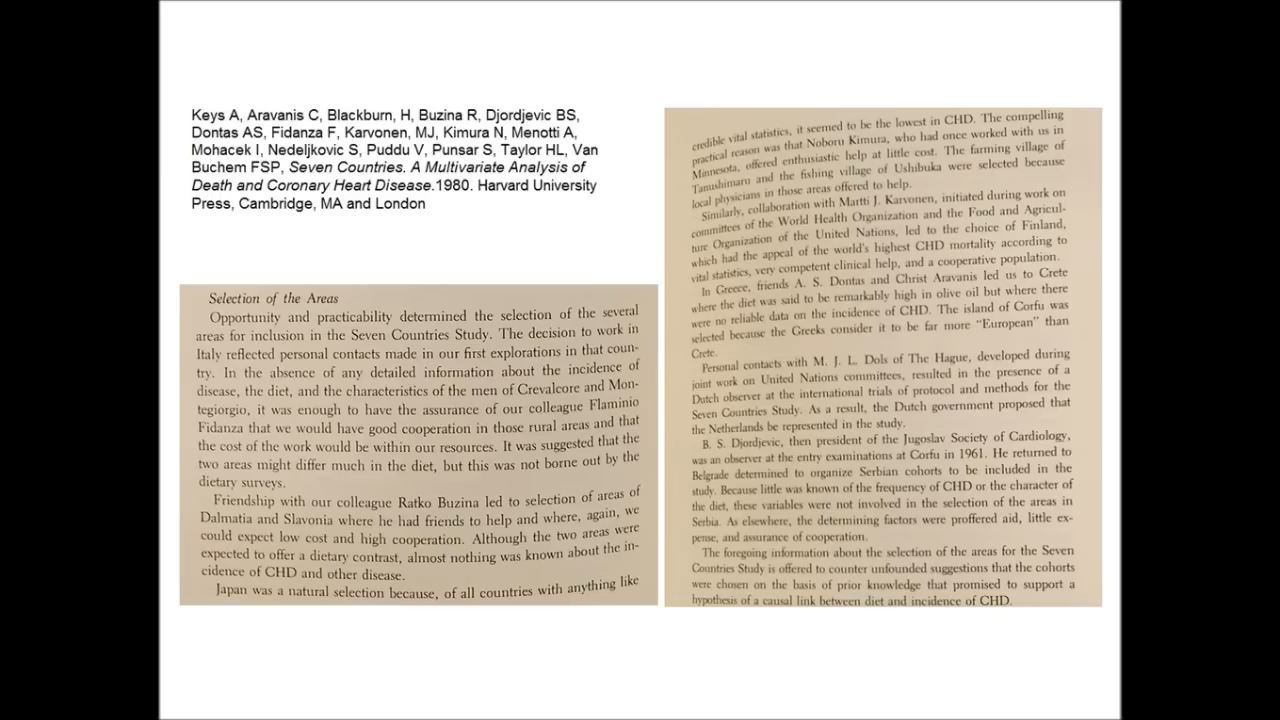 Keys A, Aravanis C, Blackburn, H, Buzina R, Djordjevic BS,
Dontas AS, Fidanza F, Karvonen, MJ, Kimura N, Menotti A,
Mohacek I, Nedeljkovic S, Puddu V, Punsar S, Taylor HL, Van
Buchem FSP, Seven Countries. A Multivariate Analysis of
Death and Coronary Heart Disease.1980. Harvard University
Press, Cambridge, MA and London
Selection of the Areas
Opportunity and practicability determined the selection of the several
areas for inclusion in the Seven Countries Study. The decision to work in
Italy reflected personal contacts made in our first explorations in that coun-
try. In the absence of any detailed information about the incidence of
disease, the diet, and the characteristics of the men of Crevalcore and Mon-
tegiorgio, it was enough to have the assurance of our colleague Flaminio
Fidanza that we would have good cooperation in those rural areas and that
the cost of the work would be within our resources. It was suggested that the
two areas might differ much in the diet, but this was not borne out by the
dietary surveys.
Friendship with our colleague Ratko Buzina led to selection of areas of
Dalmatia and Slavonia where he had friends to help and where, again, we
could expect low cost and high cooperation. Although the two areas were
expected to offer a dietary contrast, almost nothing was known about the in-
cidence of CHD and other disease.
Japan was a natural selection because, of all countries with anything like
credible vital statistics, it seemed to be the lowest in CHD. The compelling
practical reason was that Noboru Kimura, who had once worked with us in
Minnesota, offered enthusiastic help at little cost. The farming village of
Tanushimaru and the fishing village of Ushibuka were selected because
local physicians in those areas offered to help.
Similarly, collaboration with Martti J. Karvonen, initiated during work on
committees of the World Health Organization and the Food and Agricul-
ture Organization of the United Nations, led to the choice of Finland,
which had the appeal of the world's highest CHD mortality according to
vital statistics, very competent clinical help, and a cooperative population.
In Greece, friends A. S. Dontas and Christ Aravanis led us to Crete
where the diet was said to be remarkably high in olive oil but where there
were no reliable data on the incidence of CHD. The island of Corfu was
selected because the Greeks consider it to be far more "European" than
Crete.
Personal contacts with M. J. L. Dols of The Hague, developed during
joint work on United Nations committees, resulted in the presence of a
Dutch observer at the international trials of protocol and methods for the
Seven Countries Study. As a result, the Dutch government proposed that
the Netherlands be represented in the study.
B. S. Djordjevic, then president of the Jugoslav Society of Cardiology,
was an observer at the entry examinations at Corfu in 1961. He returned to
Belgrade determined to organize Serbian cohorts to be included in the
study. Because little was known of the frequency of CHD or the character of
the diet, these variables were not involved in the selection of the areas in
Serbia. As elsewhere, the determining factors were proffered aid, little ex-
pense, and assurance of cooperation.
The foregoing information about the selection of the areas for the Seven
Countries Study is offered to counter unfounded suggestions that the cohorts
were chosen on the basis of prior knowledge that promised to support a
hypothesis of a causal link between diet and incidence of CHD.